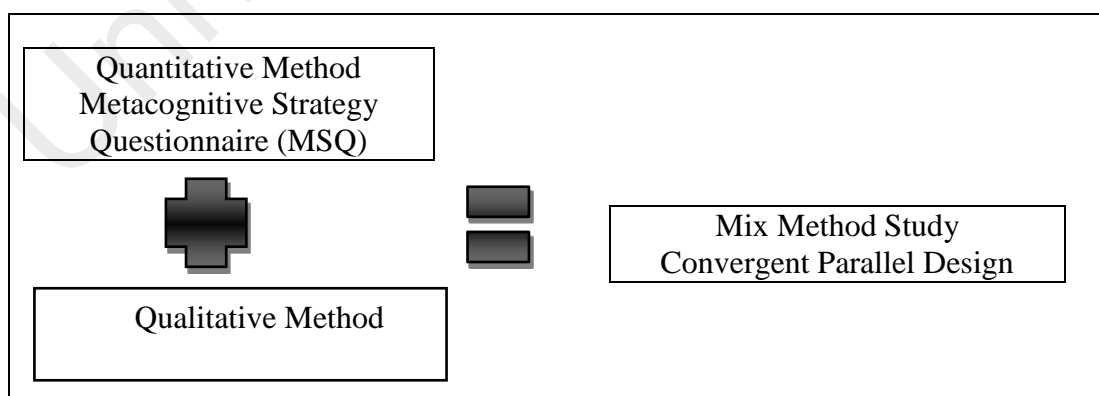 Quantitative Method
Metacognitive Strategy
Questionnaire (MSQ)
Mix Method Study
Convergent Parallel Design
Qualitative Method